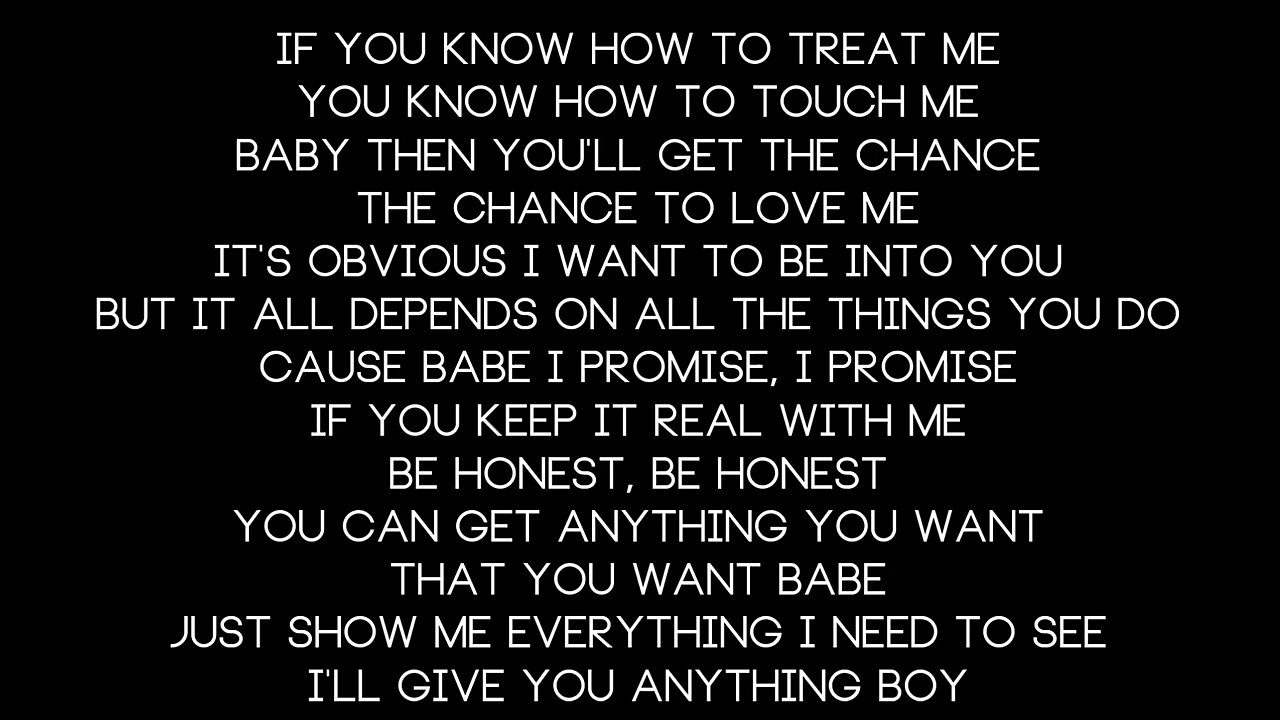 IF YOU KNOW HOW TO TREAT ME
YOU KNOW HOW TO TOUCH ME
BABY THEN YOU'LL GET THE CHANCE
THE CHANCE TO LOVE ME
IT'S OBVIOUS I WANT TO BE INTO YOU
BUT IT ALL DEPENDS ON ALL THE THINGS YOU DO
CAUSE BABE I PROMISE, I PROMISE
IF YOU KEEP IT REAL WITH ME
BE HONEST, BE HONEST
YOU CAN GET ANYTHING YOU WANT
THAT YOU WANT BABE
JUST SHOW ME EVERYTHING I NEED TO SEE
I'LL GIVE YOU ANYTHING BOY